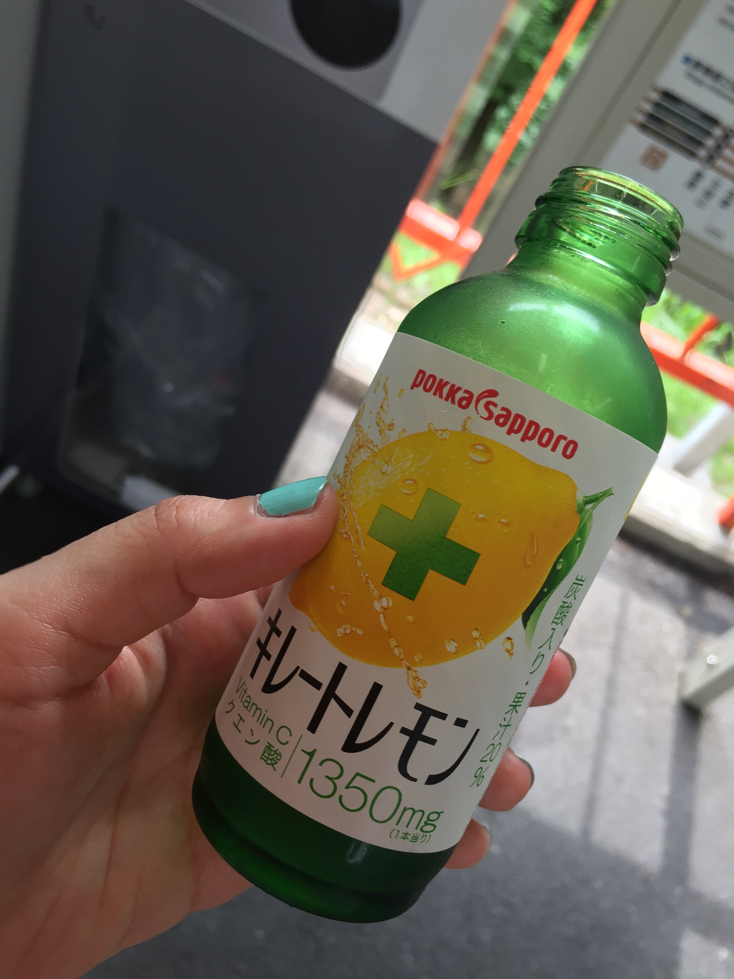 pokka sapporo
キレートレモン
Vitamin C
クエン酸
1350mg
(1本当り)
炭酸入り・果汁20%